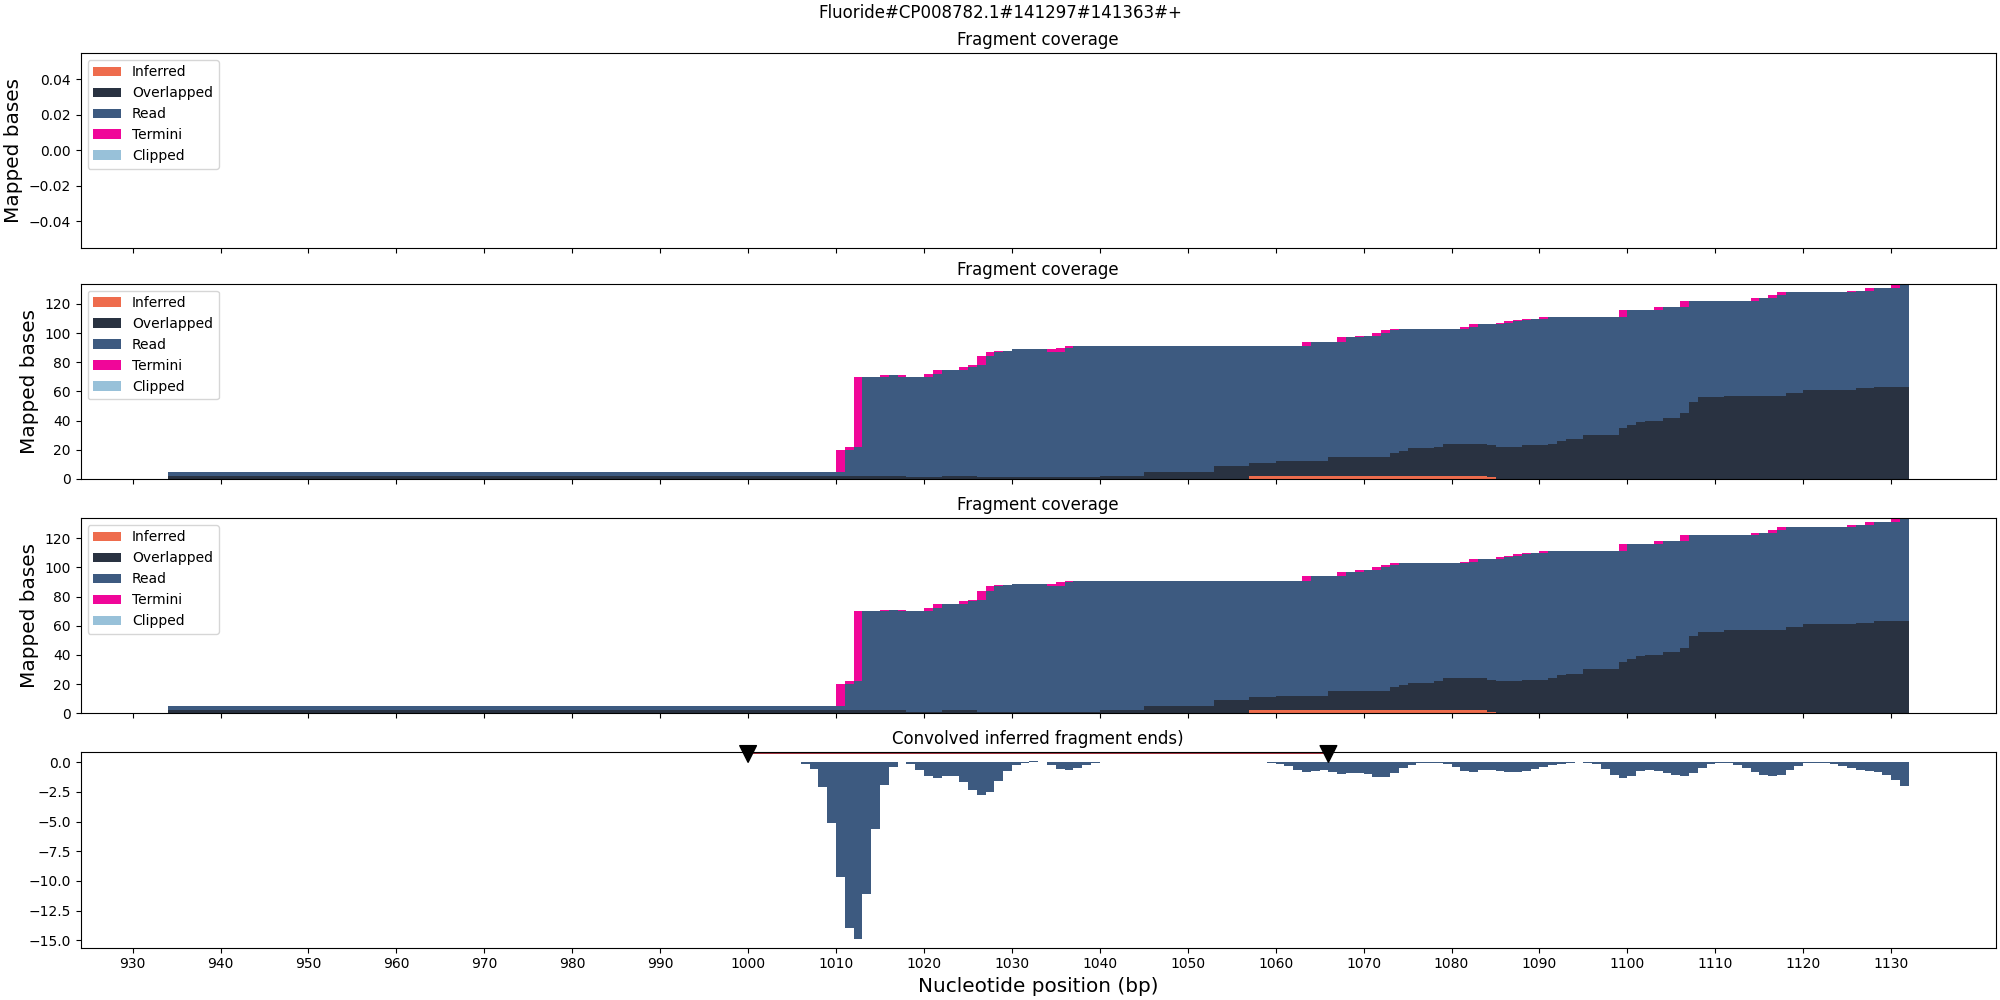 Fluoride#CP008782.1#141297#141363#+
Fragment coverage
Mapped bases
0.04
0.02
0.00
−0.02
−0.04
Inferred
Overlapped
Read
Termini
Clipped
Fragment coverage
Mapped bases
120
100
80
60
40
20
0
Inferred
Overlapped
Read
Termini
Clipped
Fragment coverage
Mapped bases
120
100
80
60
40
20
0
Inferred
Overlapped
Read
Termini
Clipped
Convolved inferred fragment ends)
0.0
−2.5
−5.0
−7.5
−10.0
−12.5
−15.0
930 940 950 960 970 980 990 1000 1010 1020 1030 1040 1050 1060 1070 1080 1090 1100 1110 1120 1130
Nucleotide position (bp)